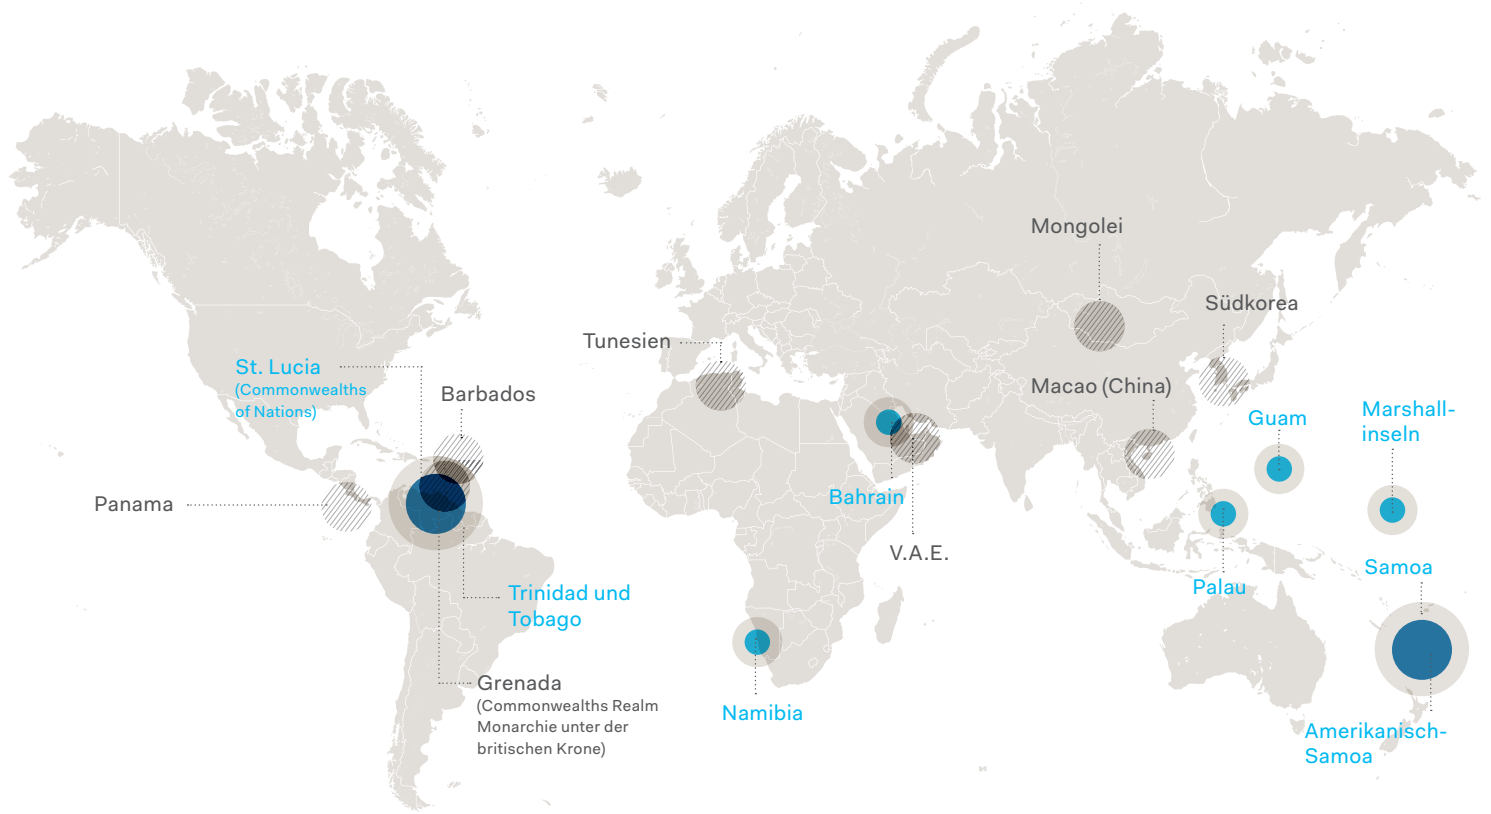 Mongolei
Südkorea
Tunesien
St. Lucia
(Commonwealths
of Nations)
Barbados
Macao (China)
Guam
Marshall-
inseln
Panama
Bahrain
V.A.E.
Palau
Samoa
Trinidad und
Tobago
Grenada
(Commonwealths Realm
Monarchie unter der
britischen Krone)
Namibia
Amerikanisch-
Samoa